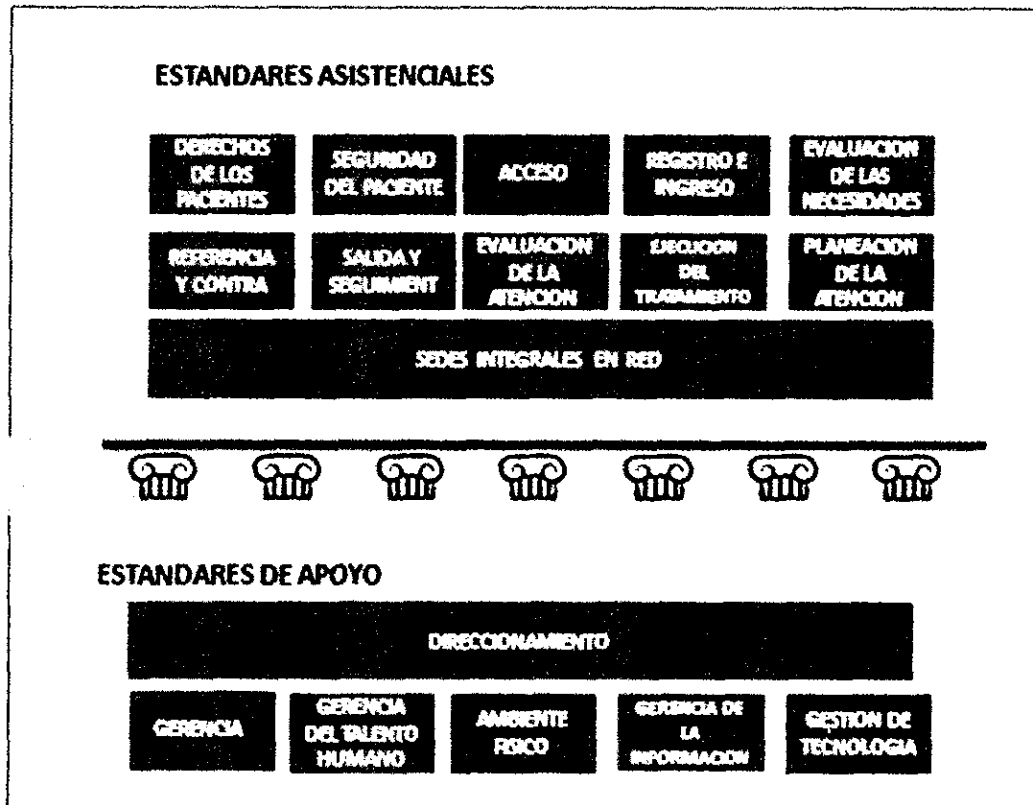 ESTANDARES ASISTENCIALES
DERECHOS
DE LOS
PACIENTES
SEGURIDAD
DEL PACIENTE
ACCESO
REGISTRO E
INGRESO
EVALUACION
DE LAS
NECESIDADES
REFERENCIA
Y CONTRA
SALIDA Y
SEGUIMIENT
EVALUACION
DE LA
ATENCION
EJECUCION
DEL
TRATAMIENTO
PLANEACION
DE LA
ATENCION
SEDES INTEGRALES EN RED
ESTANDARES DE APOYO
DIRECCIONAMIENTO
GERENCIA
GERENCIA
DEL TALENTO
HUMANO
AMBIENTE
FISICO
GERENCIA DE
LA
INFORMACION
GESTION DE
TECNOLOGIA